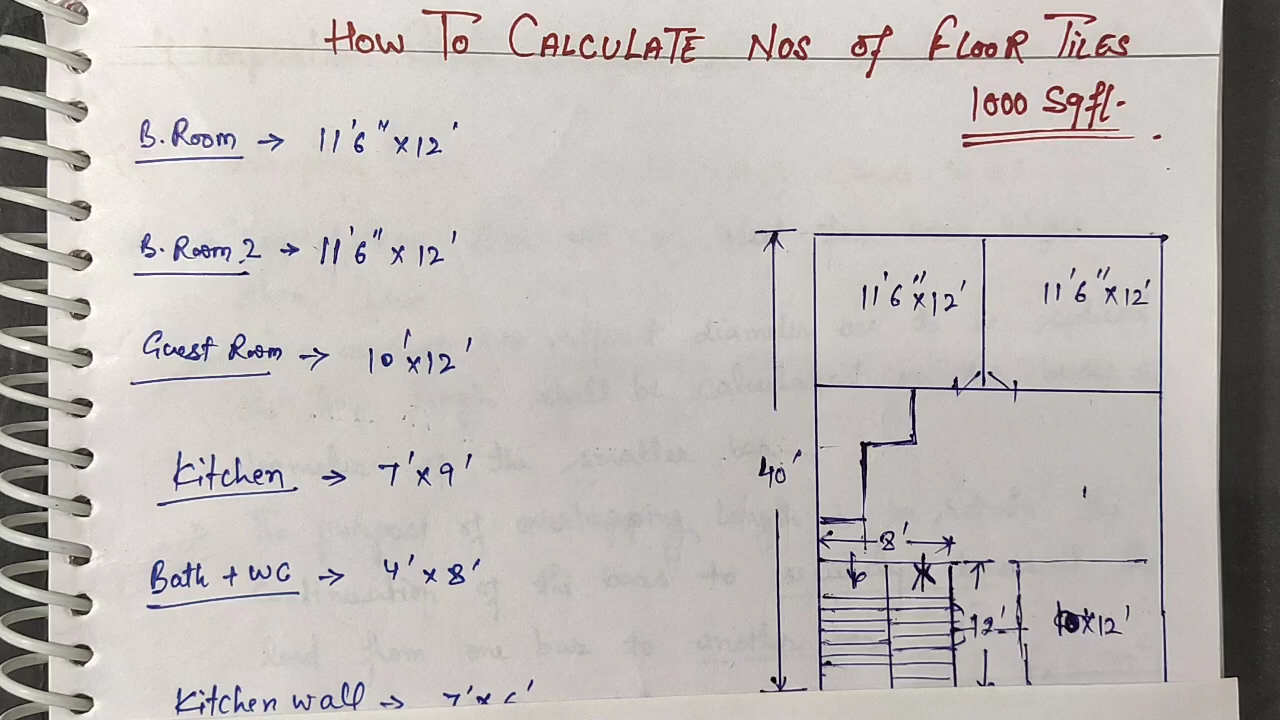 HOW TO CALCULATE NOS of FLOOR TILES
1000 Sqft.
B.Room → 11'6"×12'
B.Room 2 → 11'6"×12'
Guest Room → 10'×12'
Kitchen → 7'×9'
Bath + WC → 4'×8'
Kitchen wall →
11'6"×12'
11'6"×12'
40'
8'
12'
10×12'